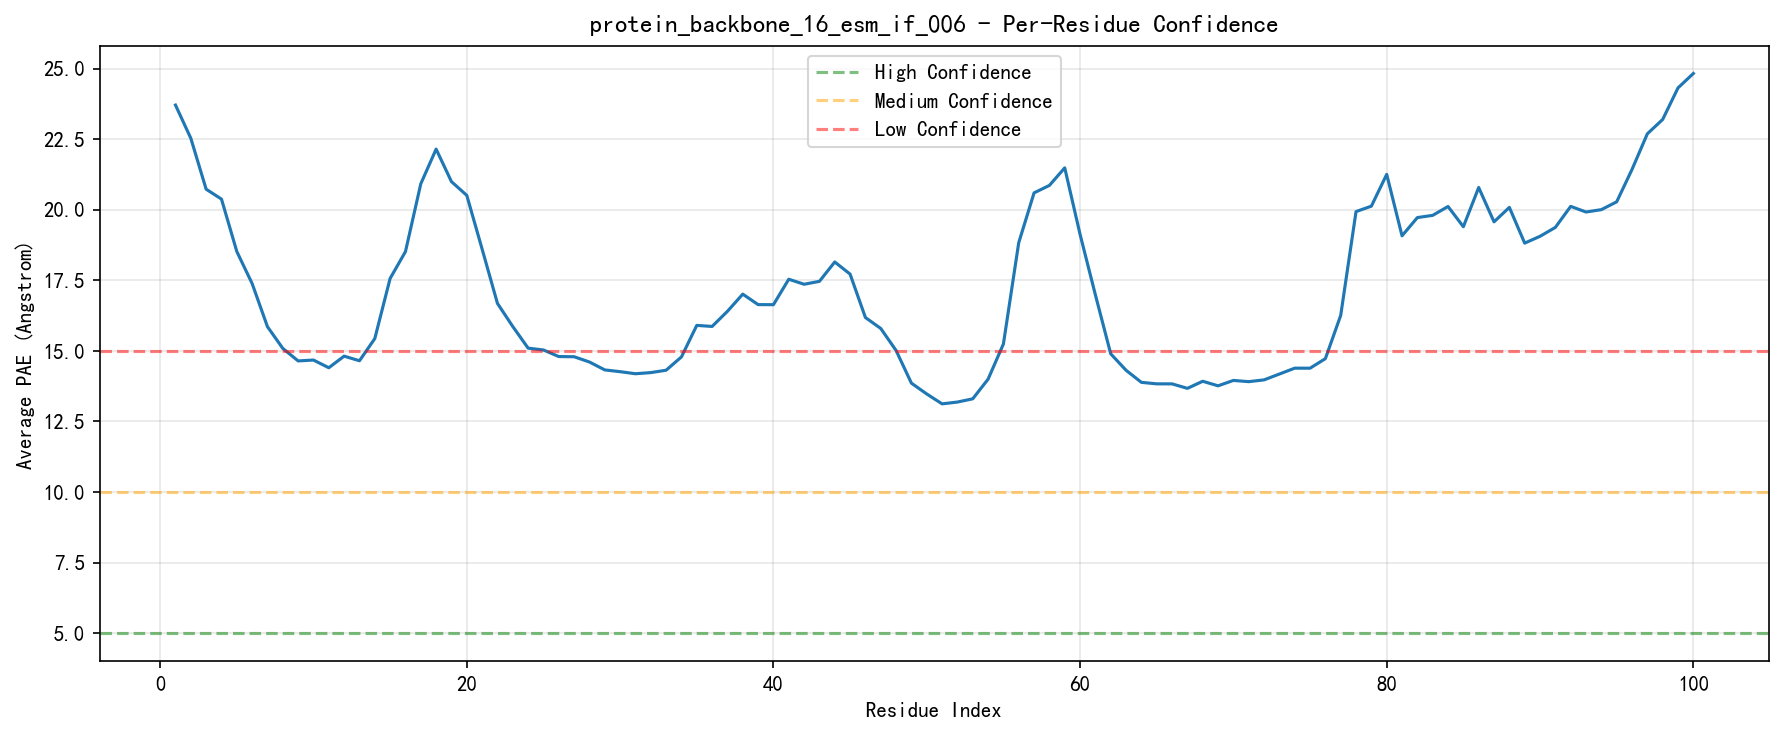 protein_backbone_16_esm_if_006 - Per-Residue Confidence
High Confidence
Medium Confidence
Low Confidence
Average PAE (Angstrom)
25.0
22.5
20.0
17.5
15.0
12.5
10.0
7.5
5.0
0 20 40 60 80 100
Residue Index